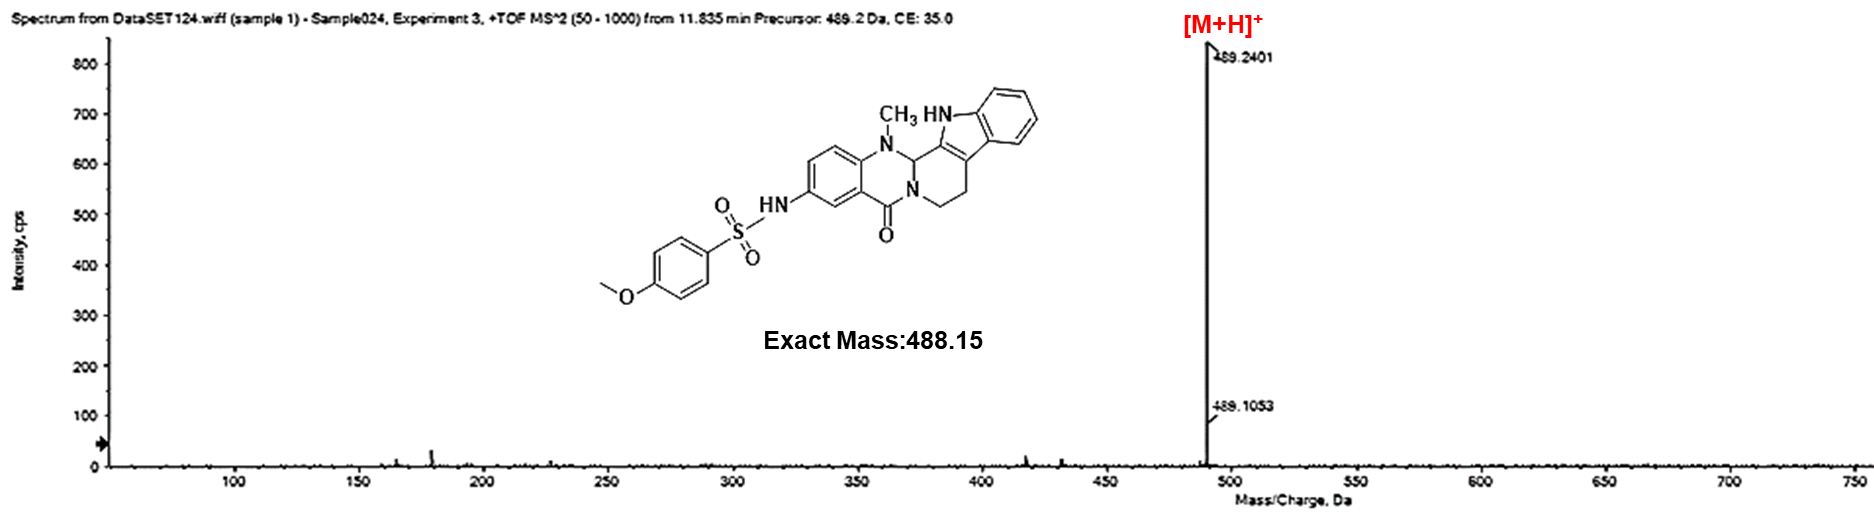 Spectrum from DataSET124.wiff (sample 1) - Sample024, Experiment 3, +TOF MS^2 (50 - 1000) from 11.835 min Precursor: 489.2 Da, CE: 35.0
[M+H]+
489.2401
800
700
600
500
400
300
200
100
0
Intensity, cps
CH3
HN
N
N
O
HN
O
S
O
O
Exact Mass:488.15
489.1053
100
150
200
250
300
350
400
450
500
550
600
650
700
750
Mass/Charge, Da